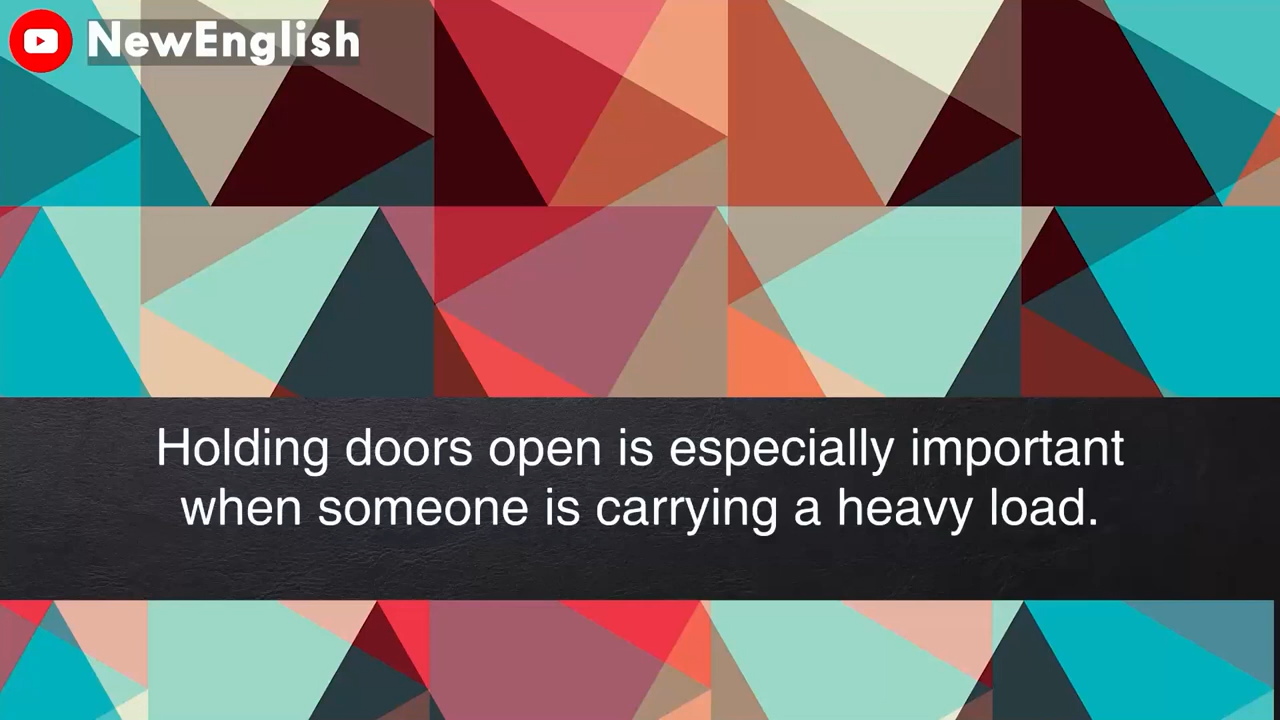 NewEnglish
Holding doors open is especially important
when someone is carrying a heavy load.